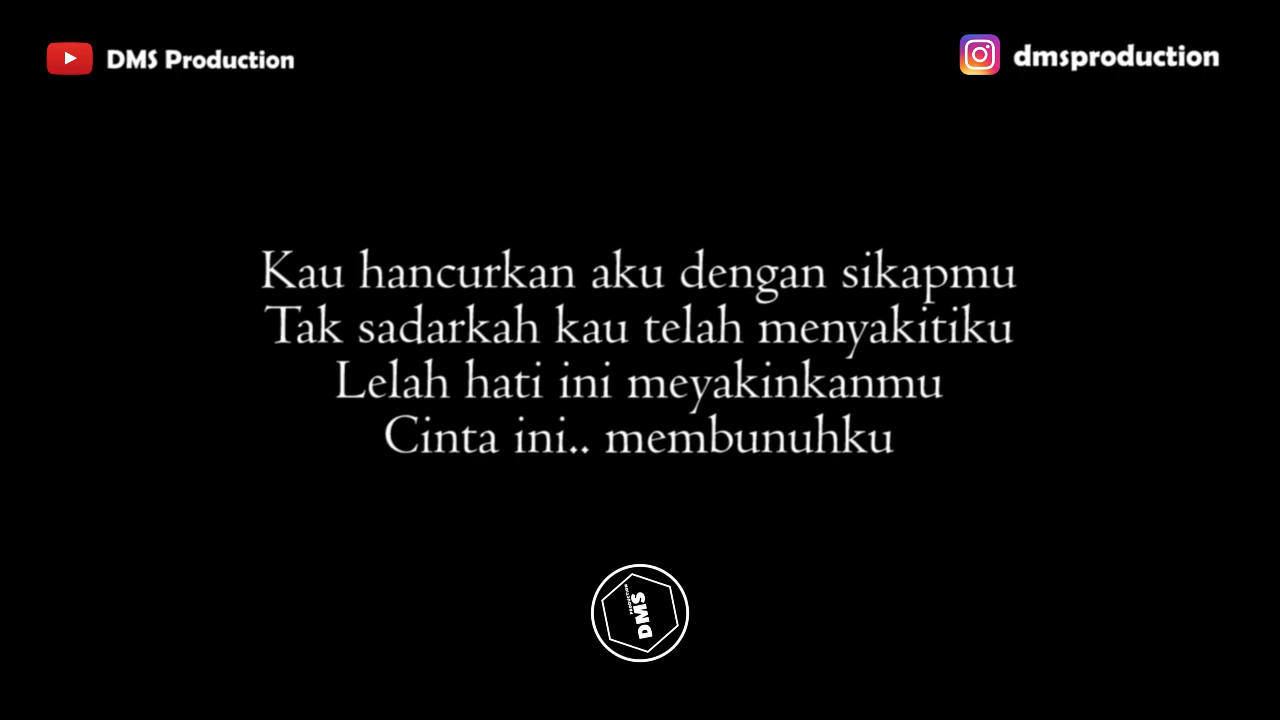 DMS Production
dmsproduction
Kau hancurkan aku dengan sikapmu
Tak sadarkah kau telah menyakitiku
Lelah hati ini meyakinkanmu
Cinta ini.. membunuhku
DMS
PRODUCTION